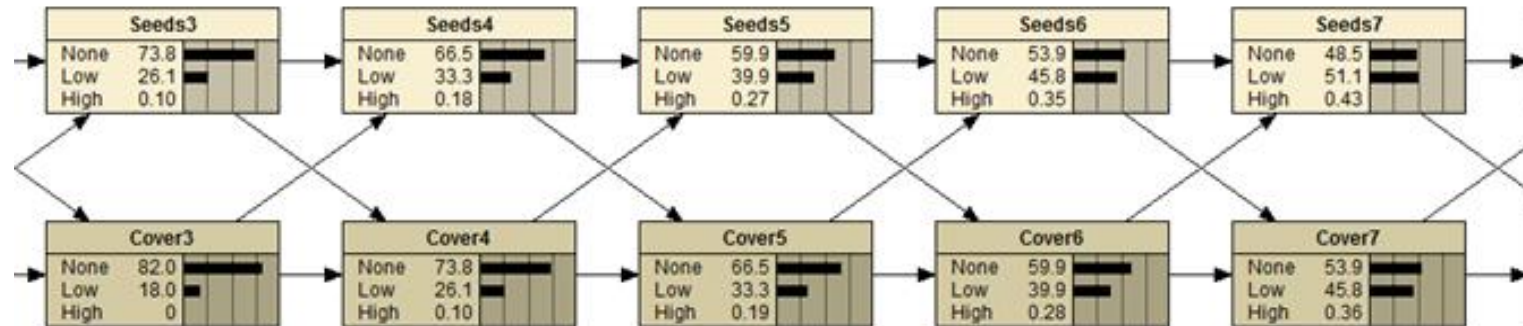 Seeds3
None 73.8
Low 26.1
High 0.10
Seeds4
None 66.5
Low 33.3
High 0.18
Seeds5
None 59.9
Low 39.9
High 0.27
Seeds6
None 53.9
Low 45.8
High 0.35
Seeds7
None 48.5
Low 51.1
High 0.43
Cover3
None 82.0
Low 18.0
High 0
Cover4
None 73.8
Low 26.1
High 0.10
Cover5
None 66.5
Low 33.3
High 0.19
Cover6
None 59.9
Low 39.9
High 0.28
Cover7
None 53.9
Low 45.8
High 0.36